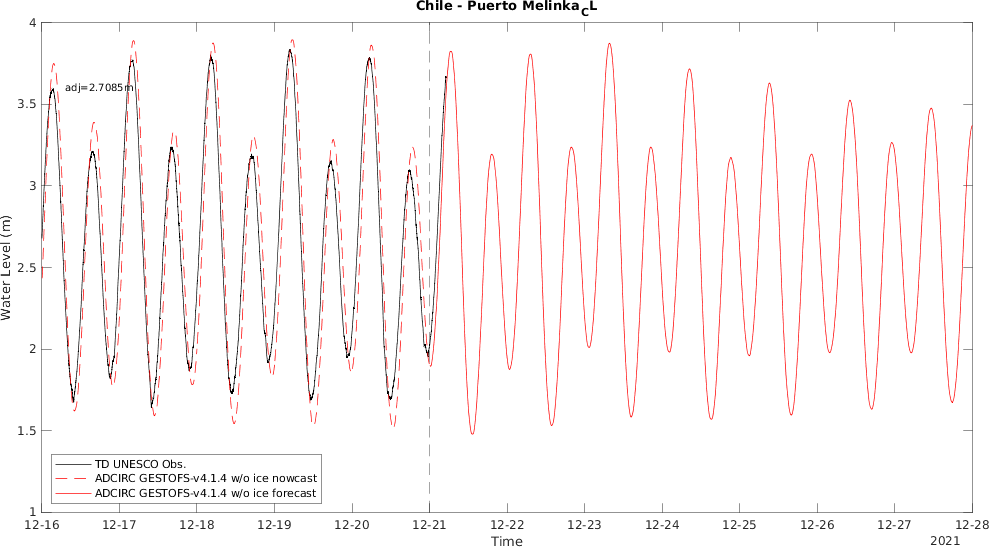 Chile - Puerto Melinka_CL
4
3.5
3
2.5
2
1.5
1
Water Level (m)
adj=2.7085m
TD UNESCO Obs.
ADCIRC GESTOFS-v4.1.4 w/o ice nowcast
ADCIRC GESTOFS-v4.1.4 w/o ice forecast
12-16 12-17 12-18 12-19 12-20 12-21 12-22 12-23 12-24 12-25 12-26 12-27 12-28
Time
2021